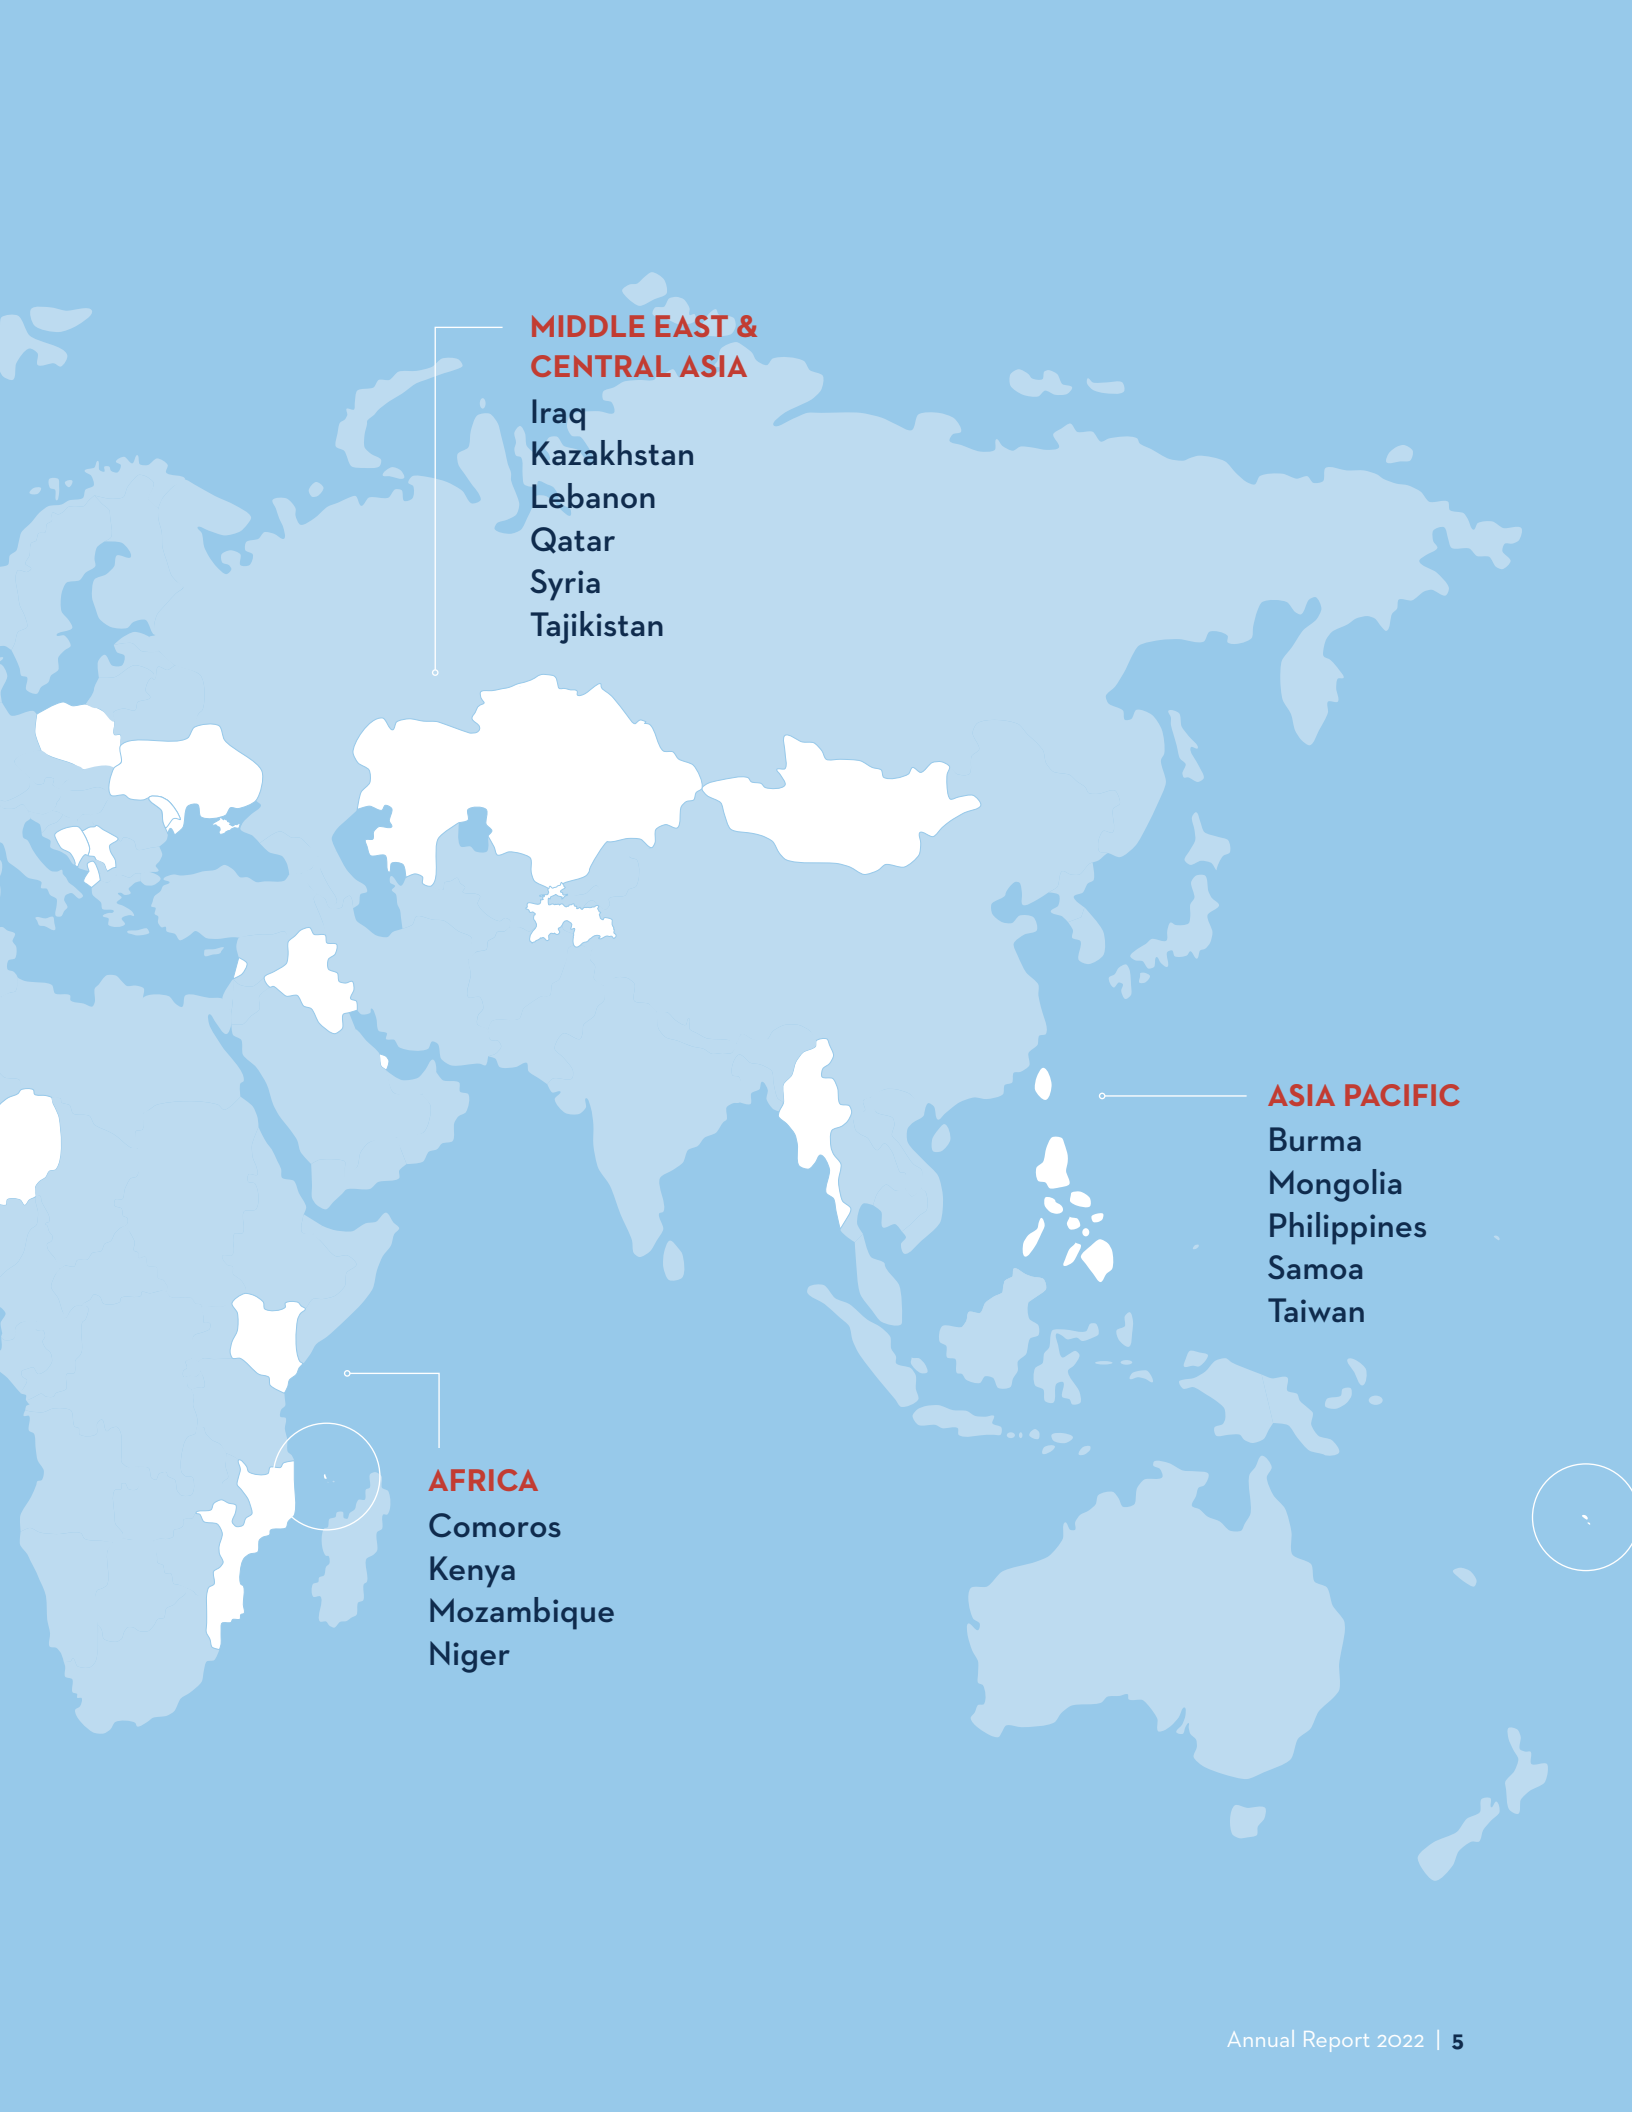 MIDDLE EAST &
CENTRAL ASIA
Iraq
Kazakhstan
Lebanon
Qatar
Syria
Tajikistan
ASIA PACIFIC
Burma
Mongolia
Philippines
Samoa
Taiwan
AFRICA
Comoros
Kenya
Mozambique
Niger
Annual Report 2022 | 5